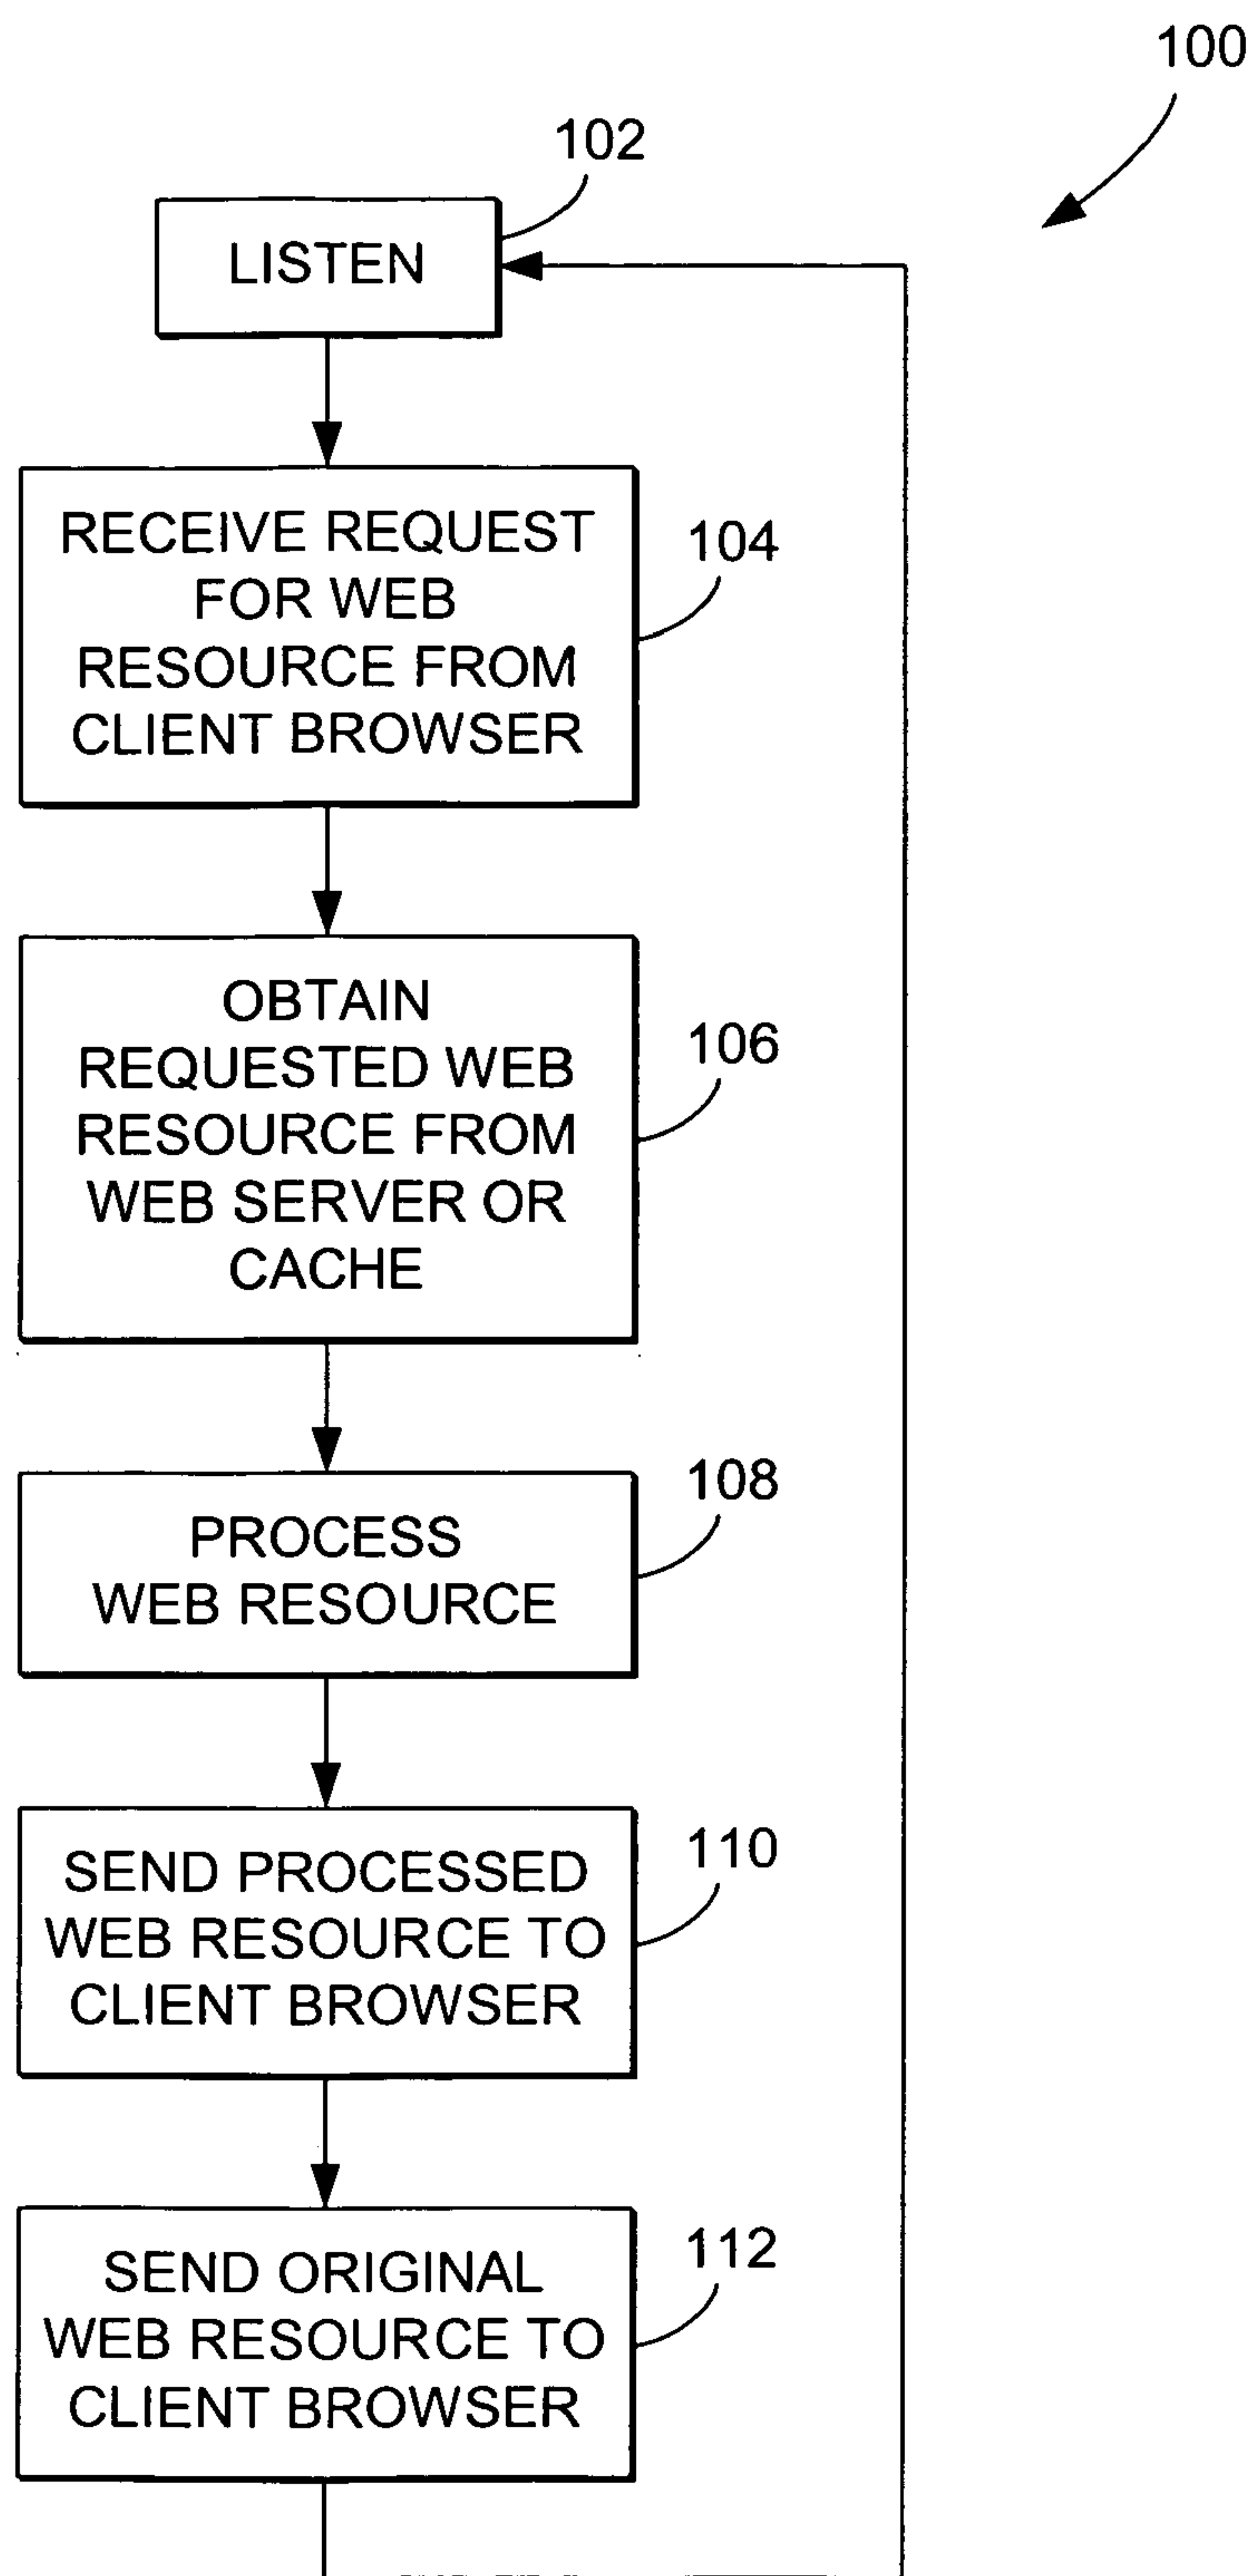 100
102
LISTEN
RECEIVE REQUEST
FOR WEB
RESOURCE FROM
CLIENT BROWSER
104
OBTAIN
REQUESTED WEB
RESOURCE FROM
WEB SERVER OR
CACHE
106
PROCESS
WEB RESOURCE
108
SEND PROCESSED
WEB RESOURCE TO
CLIENT BROWSER
110
SEND ORIGINAL
WEB RESOURCE TO
CLIENT BROWSER
112